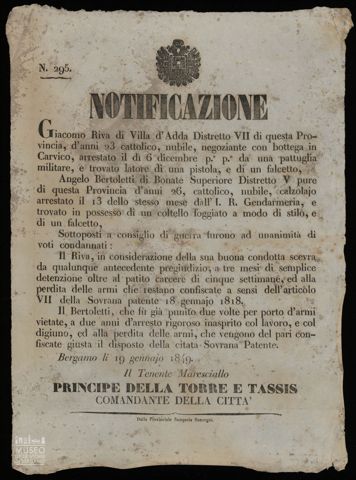 N. 295.
NOTIFICAZIONE
Giacomo Riva di Villa d'Adda Distretto VII di questa Pro-
vincia, d'anni 23 cattolico, nubile, negoziante con bottega in
Carvico, arrestato il dì 6 dicembre p.° p.° da una pattuglia
militare, e trovato latore di una pistola, e di un falcetto,
Angelo Bertoletti di Bonate Superiore Distretto V pure
di questa Provincia d'anni 26, cattolico, nubile, calzolajo
arrestato il 13 dello stesso mese dall'I. R. Gendarmeria, e
trovato in possesso di un coltello foggiato a modo di stilo, e
di un falcetto,
Sottoposti a consiglio di guerra furono ad unanimità di
voti condannati:
Il Riva, in considerazione della sua buona condotta scevra
da qualunque antecedente pregiudizio, a tre mesi di semplice
detenzione oltre al patito carcere di cinque settimane, ed alla
perdita delle armi che restano confiscate a sensi dell'articolo
VII della Sovrana patente 18 gennajo 1818.
Il Bertoletti, che fù già punito due volte per porto d'armi
vietate, a due anni d'arresto rigoroso inasprito col lavoro, e col
digiuno, ed alla perdita delle armi, che vengono del pari con-
fiscate giusta il disposto della citata Sovrana Patente.
Bergamo li 19 gennajo 1849.
Il Tenente Maresciallo
PRINCIPE DELLA TORRE E TASSIS
COMANDANTE DELLA CITTA'
Dalla Provinciale Stamperia Sonzogni.
MUSEO